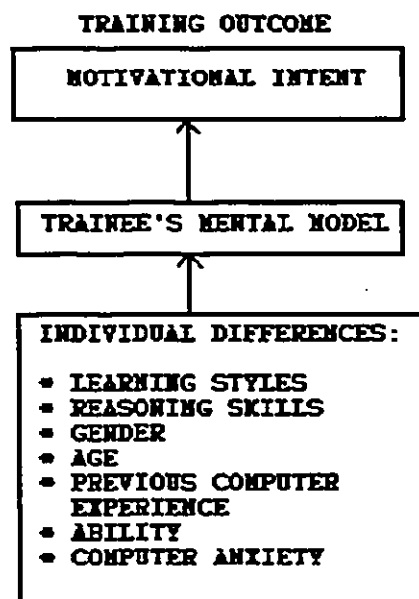 TRAINING OUTCOME
MOTIVATIONAL INTENT
TRAINEE'S MENTAL MODEL
INDIVIDUAL DIFFERENCES:
* LEARNING STYLES
* REASONING SKILLS
* GENDER
* AGE
* PREVIOUS COMPUTER
EXPERIENCE
* ABILITY
* COMPUTER ANXIETY